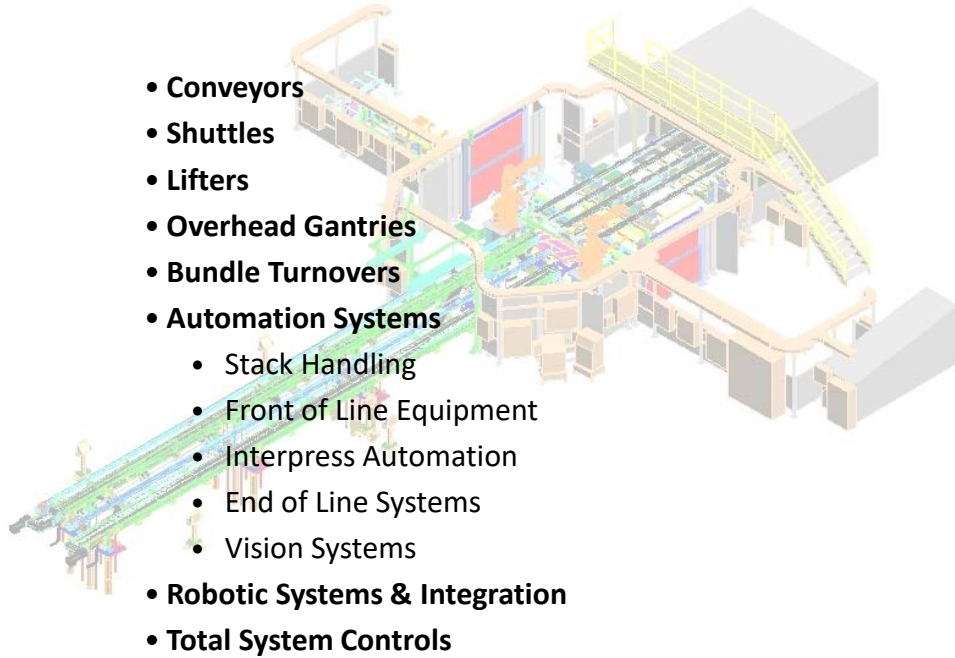 • Conveyors
• Shuttles
• Lifters
• Overhead Gantries
• Bundle Turnovers
• Automation Systems
• Stack Handling
• Front of Line Equipment
• Interpress Automation
• End of Line Systems
• Vision Systems
• Robotic Systems & Integration
• Total System Controls